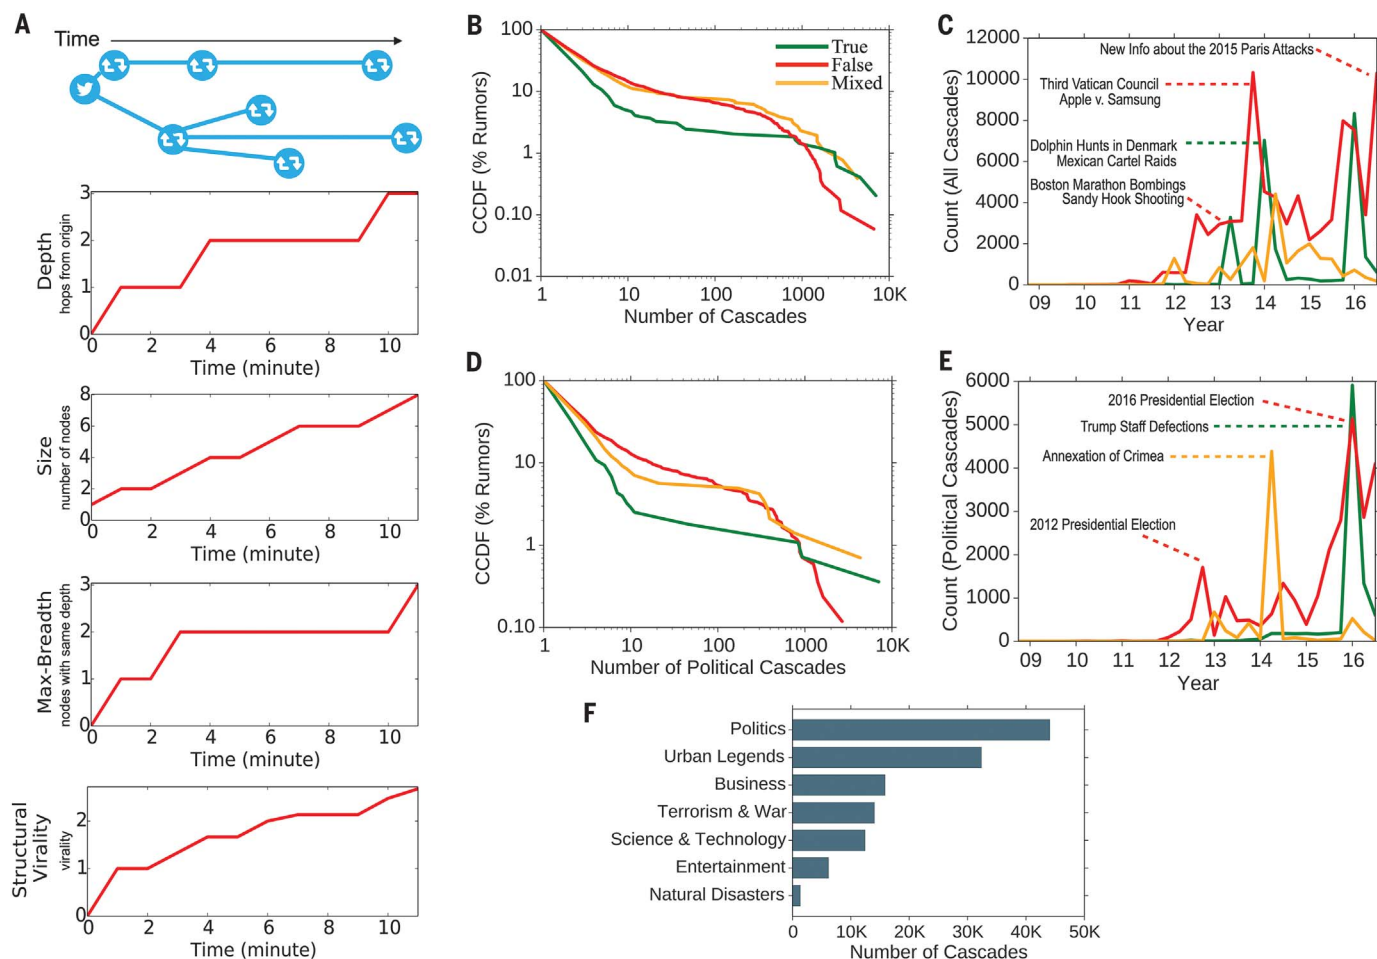 A
Time
3
2
1
0
Depth
hops from origin
0 2 4 6 8 10
Time (minute)
8
6
4
2
0
Size
number of nodes
0 2 4 6 8 10
Time (minute)
3
2
1
0
Max-Breadth
nodes with same depth
0 2 4 6 8 10
Time (minute)
2
1
0
Structural
Virality
virality
0 2 4 6 8 10
Time (minute)
B
100
10
1
0.10
0.01
CCDF (% Rumors)
True
False
Mixed
1 10 100 1000 10K
Number of Cascades
C
12000
10000
8000
6000
4000
2000
0
Count (All Cascades)
New Info about the 2015 Paris Attacks
Third Vatican Council
Apple v. Samsung
Dolphin Hunts in Denmark
Mexican Cartel Raids
Boston Marathon Bombings
Sandy Hook Shooting
09 10 11 12 13 14 15 16
Year
D
100
10
1
0.10
CCDF (% Rumors)
1 10 100 1000 10K
Number of Political Cascades
E
6000
5000
4000
3000
2000
1000
0
Count (Political Cascades)
2016 Presidential Election
Trump Staff Defections
Annexation of Crimea
2012 Presidential Election
09 10 11 12 13 14 15 16
Year
F
Politics
Urban Legends
Business
Terrorism & War
Science & Technology
Entertainment
Natural Disasters
0 10K 20K 30K 40K 50K
Number of Cascades